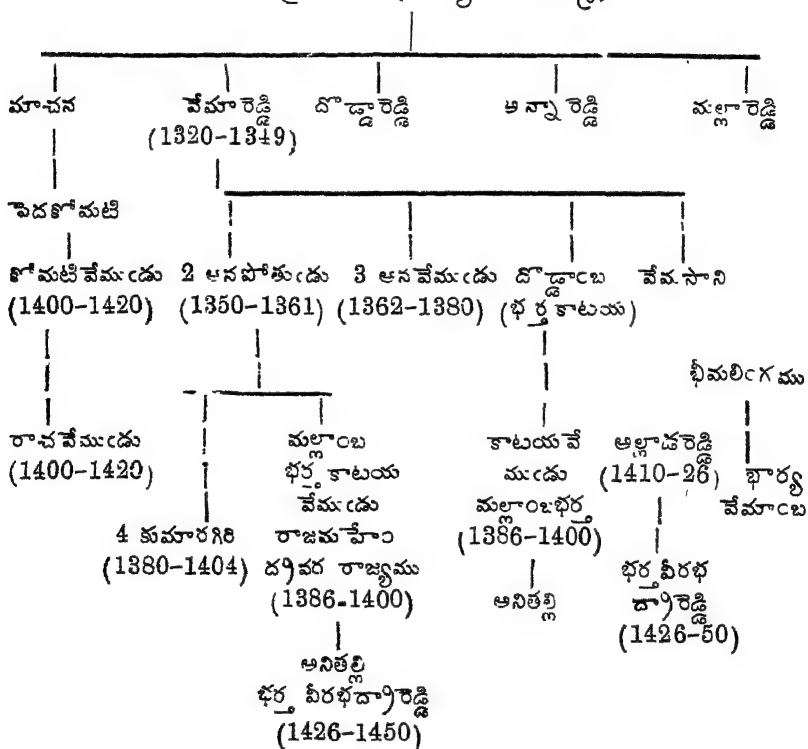 మాచన వేమారెడ్డి దొడ్డారెడ్డి అన్నారెడ్డి మల్లారెడ్డి
(1320-1349)
పెదకోమటి
కోమటివేముఁడు 2 అనపోతుఁడు 3 అనవేముఁడు దొడ్డాంబ వేమసాని
(1400-1420) (1350-1361) (1362-1380) (భర్త కాటయ)
భీమలింగము
రాచవేముఁడు
(1400-1420)
మల్లాంబ
భర్త కాటయ
వేముఁడు
రాజమహేం
ద్రవర రాజ్యము
(1386-1400)
4 కుమారగిరి
(1380-1404)
అనితల్లి
భర్త వీరభద్రారెడ్డి
(1426-1450)
కాటయవే
ముఁడు
మల్లాంబభర్త
(1386-1400)
అనితల్లి
అల్లాడరెడ్డి
(1410-26)
భర్త వీరభ
ద్రారెడ్డి
(1426-50)
భార్య
వేమాంబ